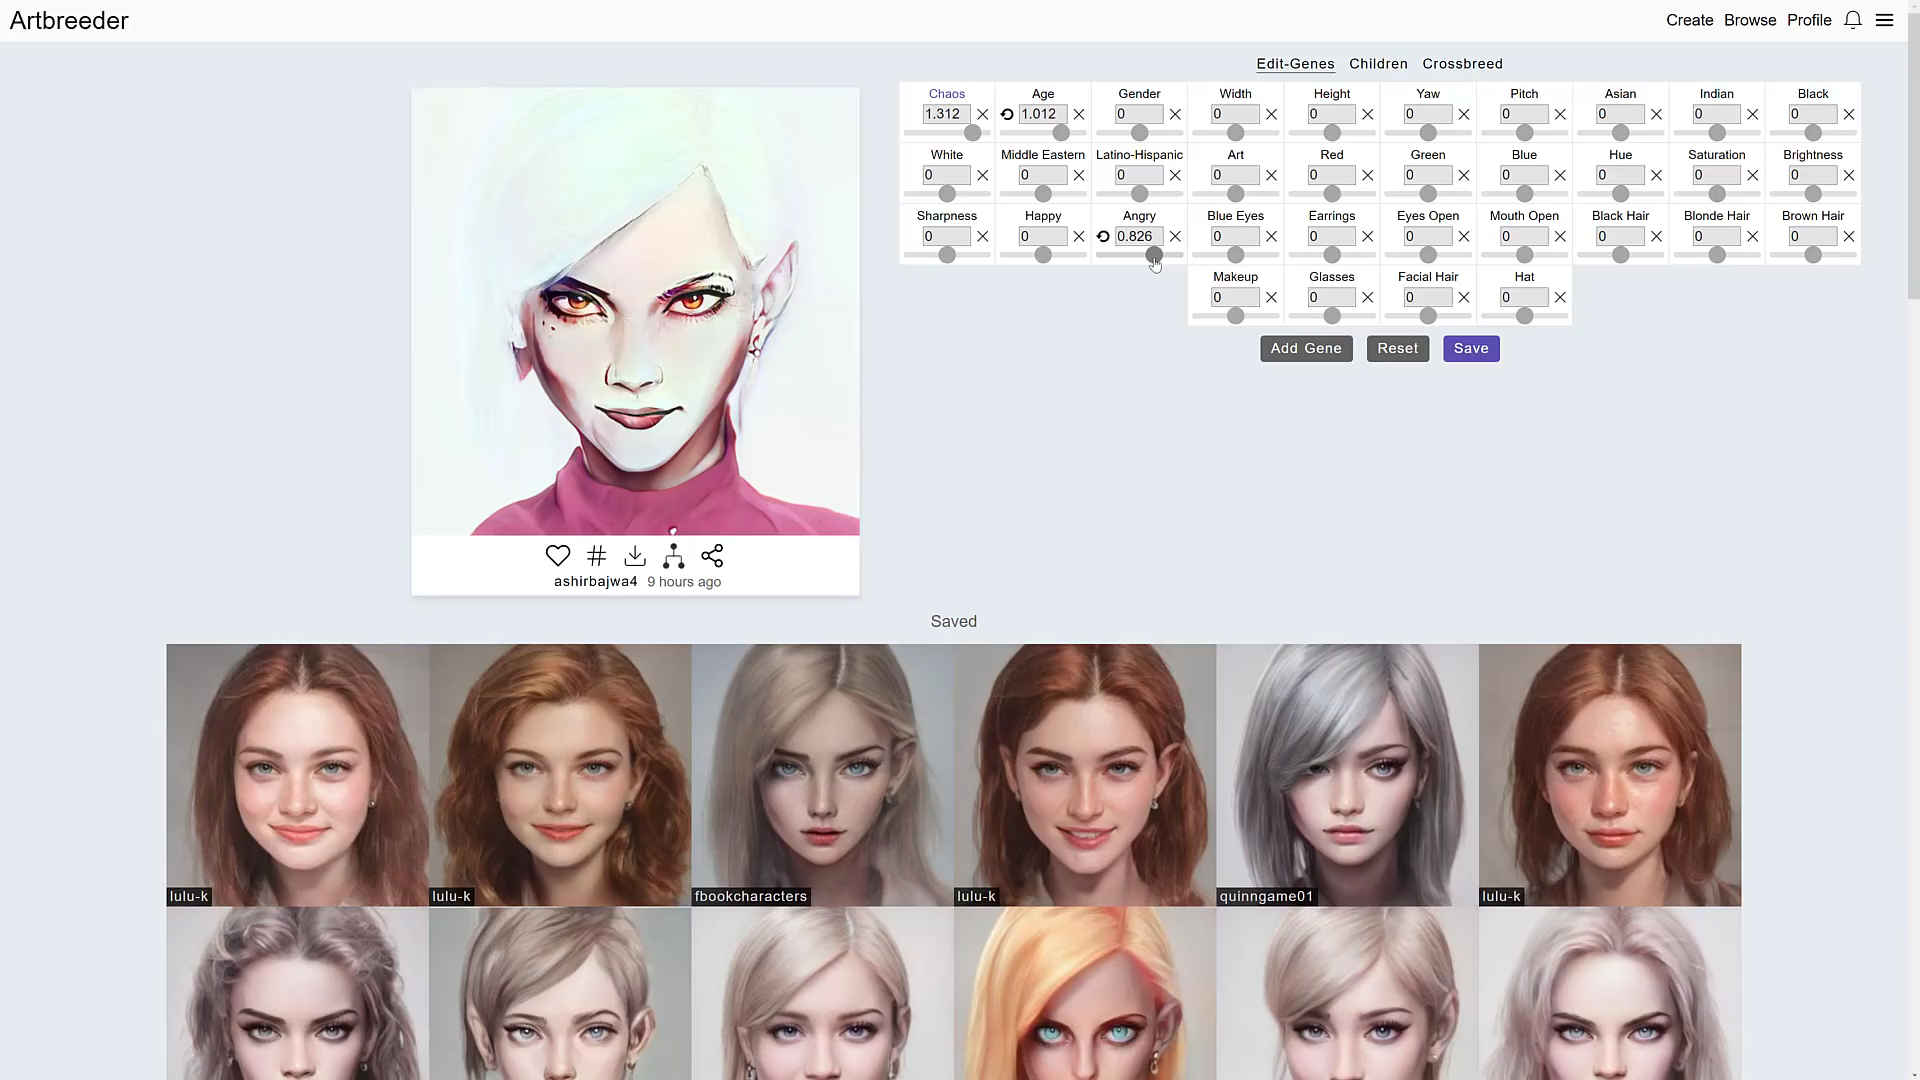 Artbreeder
Create Browse Profile
Edit-Genes Children Crossbreed
Chaos Age Gender Width Height Yaw Pitch Asian Indian Black
1.312 1.012 0 0 0 0 0 0 0 0
White Middle Eastern Latino-Hispanic Art Red Green Blue Hue Saturation Brightness
0 0 0 0 0 0 0 0 0 0
Sharpness Happy Angry Blue Eyes Earrings Eyes Open Mouth Open Black Hair Blonde Hair Brown Hair
0 0 0.826 0 0 0 0 0 0 0
Makeup Glasses Facial Hair Hat
0 0 0 0
Add Gene Reset Save
ashirbajwa4 9 hours ago
Saved
lulu-k lulu-k fbookcharacters lulu-k quinngame01 lulu-k